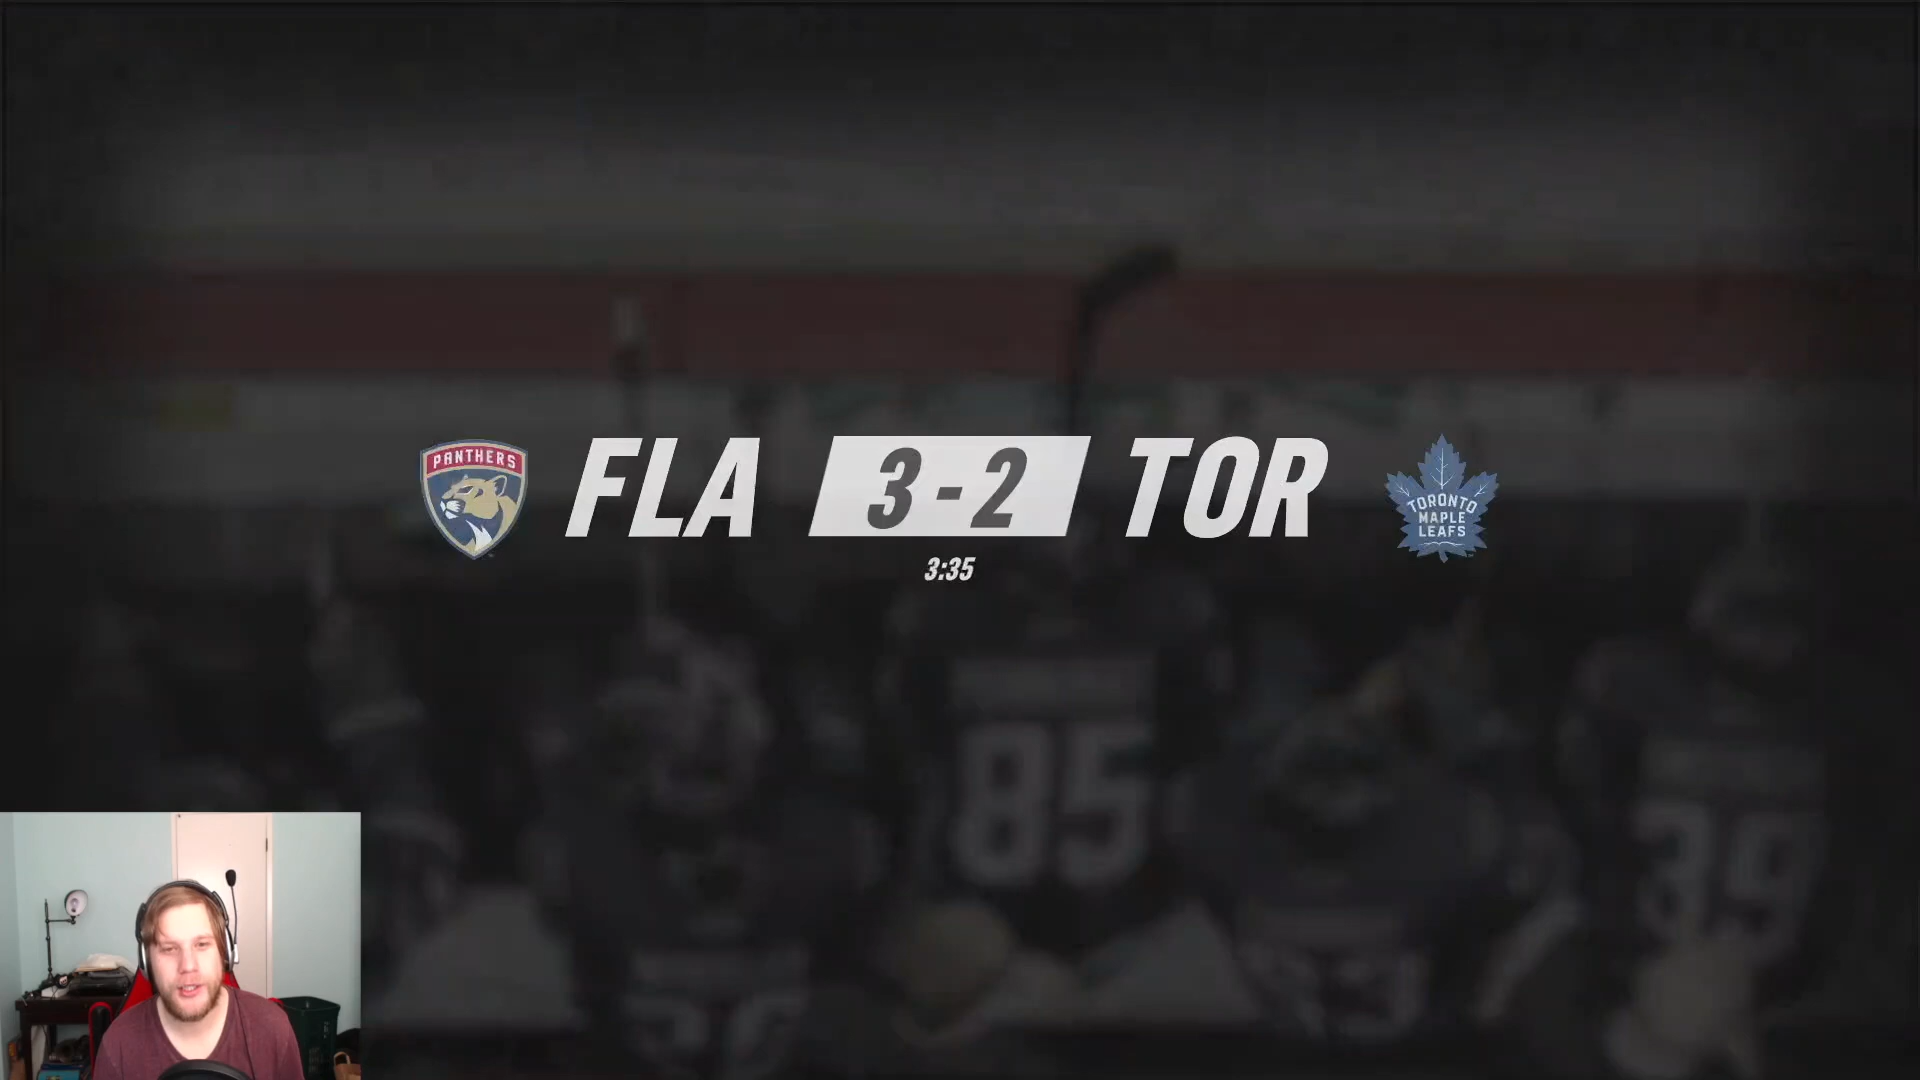 PANTHERS
FLA 3 - 2 TOR
TORONTO
MAPLE
LEAFS
3:35
85
39